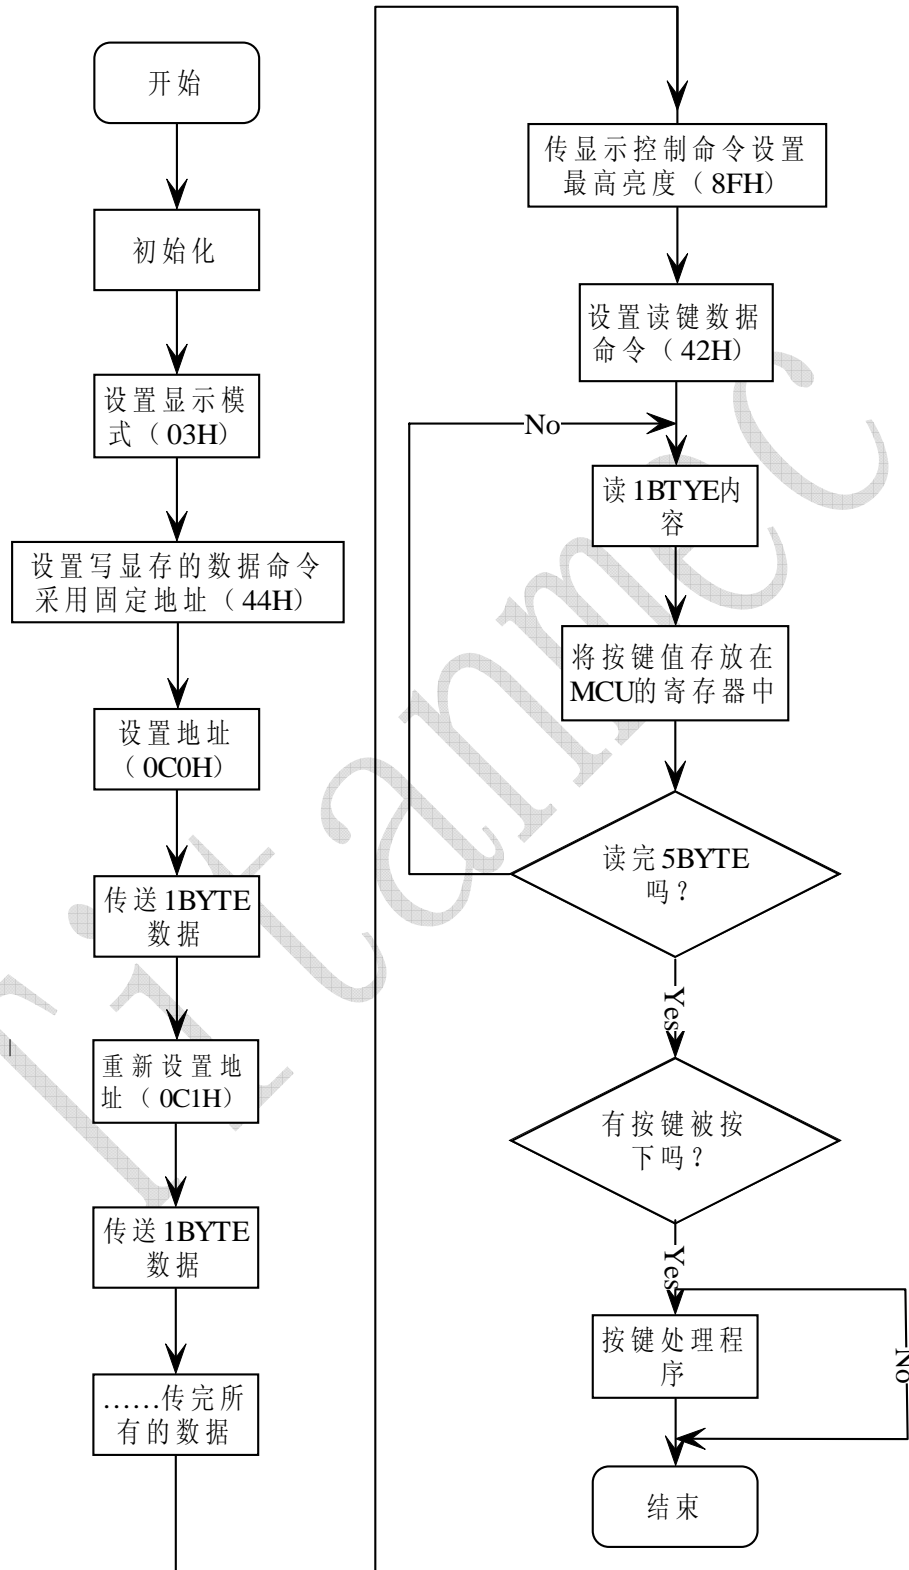 开始
初始化
设置显示模
式（03H）
设置写显存的数据命令
采用固定地址（44H）
设置地址
（0C0H）
传送1BYTE
数据
重新设置地
址（0C1H）
传送1BYTE
数据
……传完所
有的数据
传显示控制命令设置
最高亮度（8FH）
设置读键数据
命令（42H）
No
读1BTYE内
容
将按键值存放在
MCU的寄存器中
读完5BYTE
吗？
Yes
有按键被按
下吗？
Yes
按键处理程
序
No
结束
Titanmec